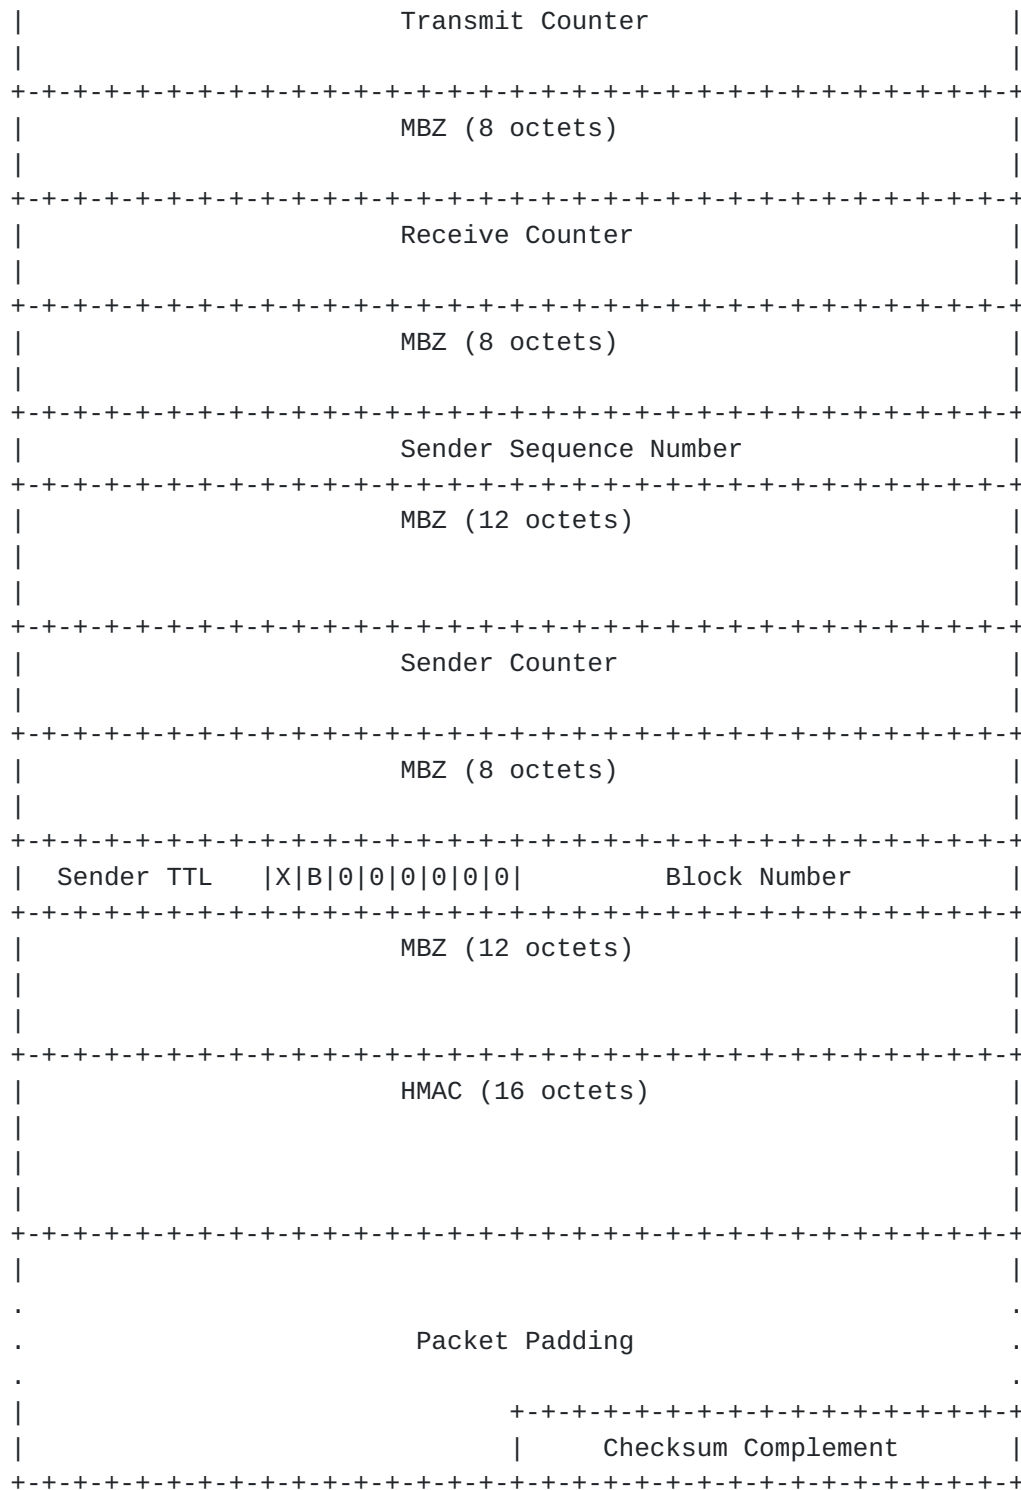 |                        Transmit Counter                       |
|                                                               |
+-+-+-+-+-+-+-+-+-+-+-+-+-+-+-+-+-+-+-+-+-+-+-+-+-+-+-+-+-+-+-+-+
|                        MBZ (8 octets)                         |
|                                                               |
+-+-+-+-+-+-+-+-+-+-+-+-+-+-+-+-+-+-+-+-+-+-+-+-+-+-+-+-+-+-+-+-+
|                        Receive Counter                        |
|                                                               |
+-+-+-+-+-+-+-+-+-+-+-+-+-+-+-+-+-+-+-+-+-+-+-+-+-+-+-+-+-+-+-+-+
|                        MBZ (8 octets)                         |
|                                                               |
+-+-+-+-+-+-+-+-+-+-+-+-+-+-+-+-+-+-+-+-+-+-+-+-+-+-+-+-+-+-+-+-+
|                        Sender Sequence Number                 |
+-+-+-+-+-+-+-+-+-+-+-+-+-+-+-+-+-+-+-+-+-+-+-+-+-+-+-+-+-+-+-+-+
|                        MBZ (12 octets)                        |
|                                                               |
|                                                               |
+-+-+-+-+-+-+-+-+-+-+-+-+-+-+-+-+-+-+-+-+-+-+-+-+-+-+-+-+-+-+-+-+
|                        Sender Counter                         |
|                                                               |
+-+-+-+-+-+-+-+-+-+-+-+-+-+-+-+-+-+-+-+-+-+-+-+-+-+-+-+-+-+-+-+-+
|                        MBZ (8 octets)                         |
|                                                               |
+-+-+-+-+-+-+-+-+-+-+-+-+-+-+-+-+-+-+-+-+-+-+-+-+-+-+-+-+-+-+-+-+
|  Sender TTL   |X|B|0|0|0|0|0|0|         Block Number          |
+-+-+-+-+-+-+-+-+-+-+-+-+-+-+-+-+-+-+-+-+-+-+-+-+-+-+-+-+-+-+-+-+
|                        MBZ (12 octets)                        |
|                                                               |
|                                                               |
+-+-+-+-+-+-+-+-+-+-+-+-+-+-+-+-+-+-+-+-+-+-+-+-+-+-+-+-+-+-+-+-+
|                        HMAC (16 octets)                       |
|                                                               |
|                                                               |
|                                                               |
+-+-+-+-+-+-+-+-+-+-+-+-+-+-+-+-+-+-+-+-+-+-+-+-+-+-+-+-+-+-+-+-+
|                                                               |
.                                                               .
.                         Packet Padding                        .
.                                                               .
|                               +-+-+-+-+-+-+-+-+-+-+-+-+-+-+-+-+
|                               |     Checksum Complement       |
+-+-+-+-+-+-+-+-+-+-+-+-+-+-+-+-+-+-+-+-+-+-+-+-+-+-+-+-+-+-+-+-+